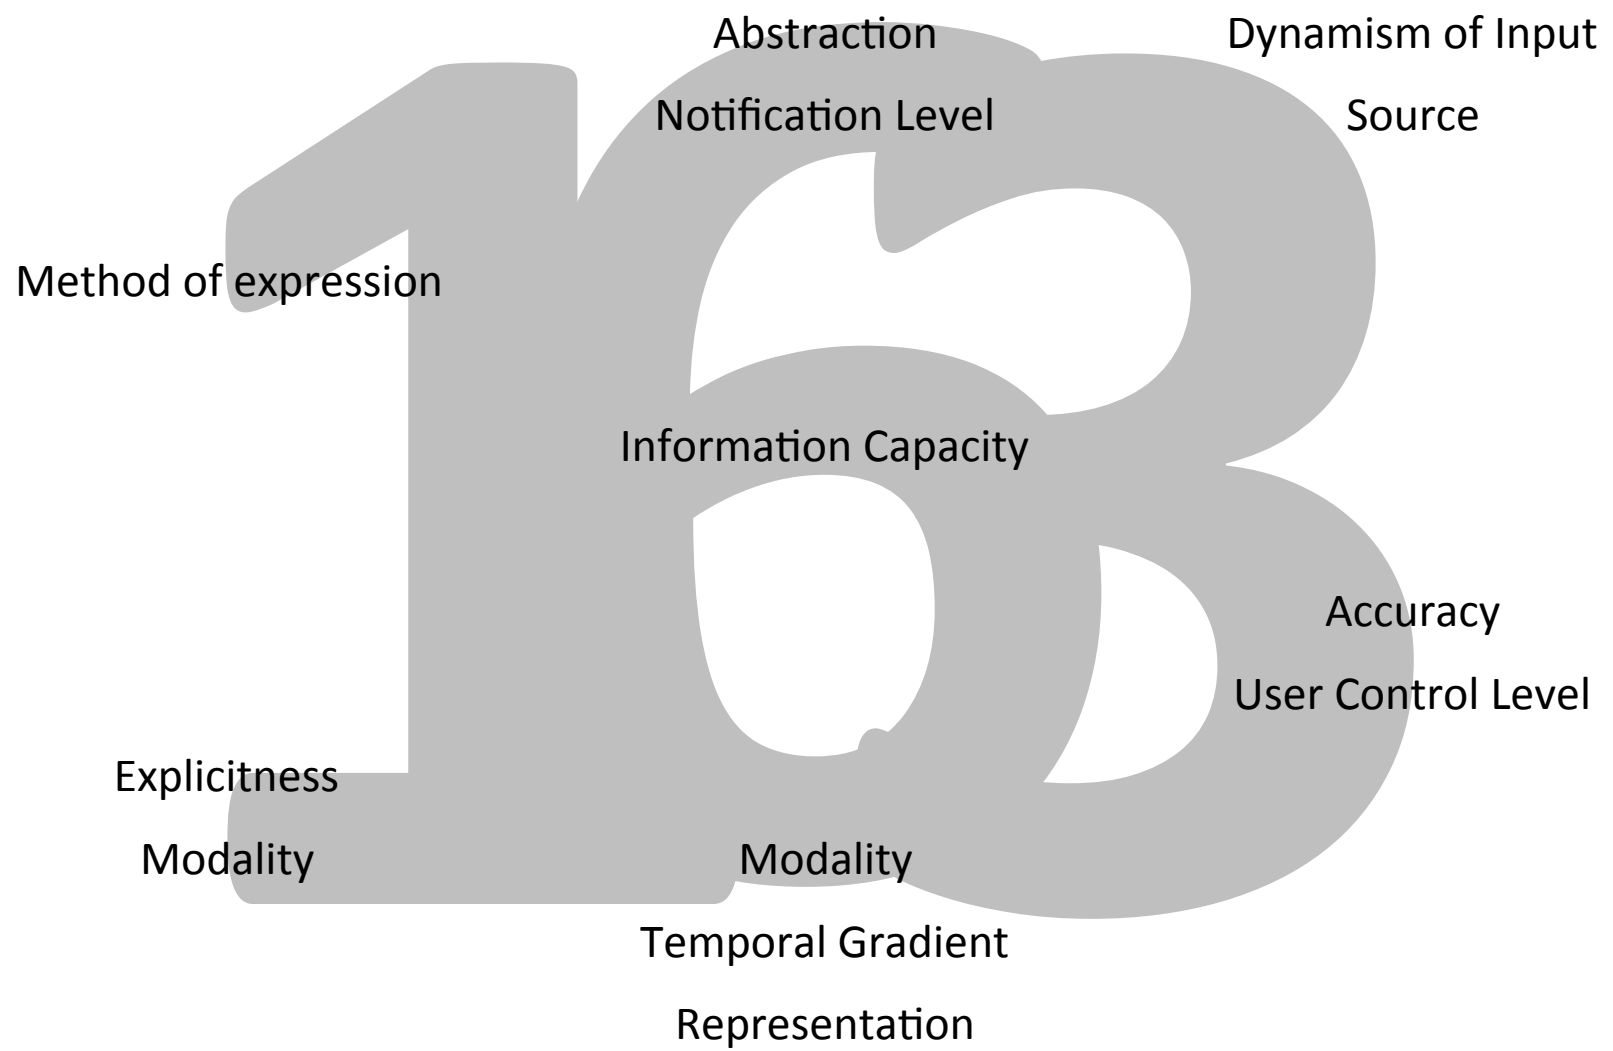 Abstraction
Dynamism of Input
Notification Level
Source
Method of expression
Information Capacity
Accuracy
User Control Level
Explicitness
Modality
Modality
Temporal Gradient
Representation
163